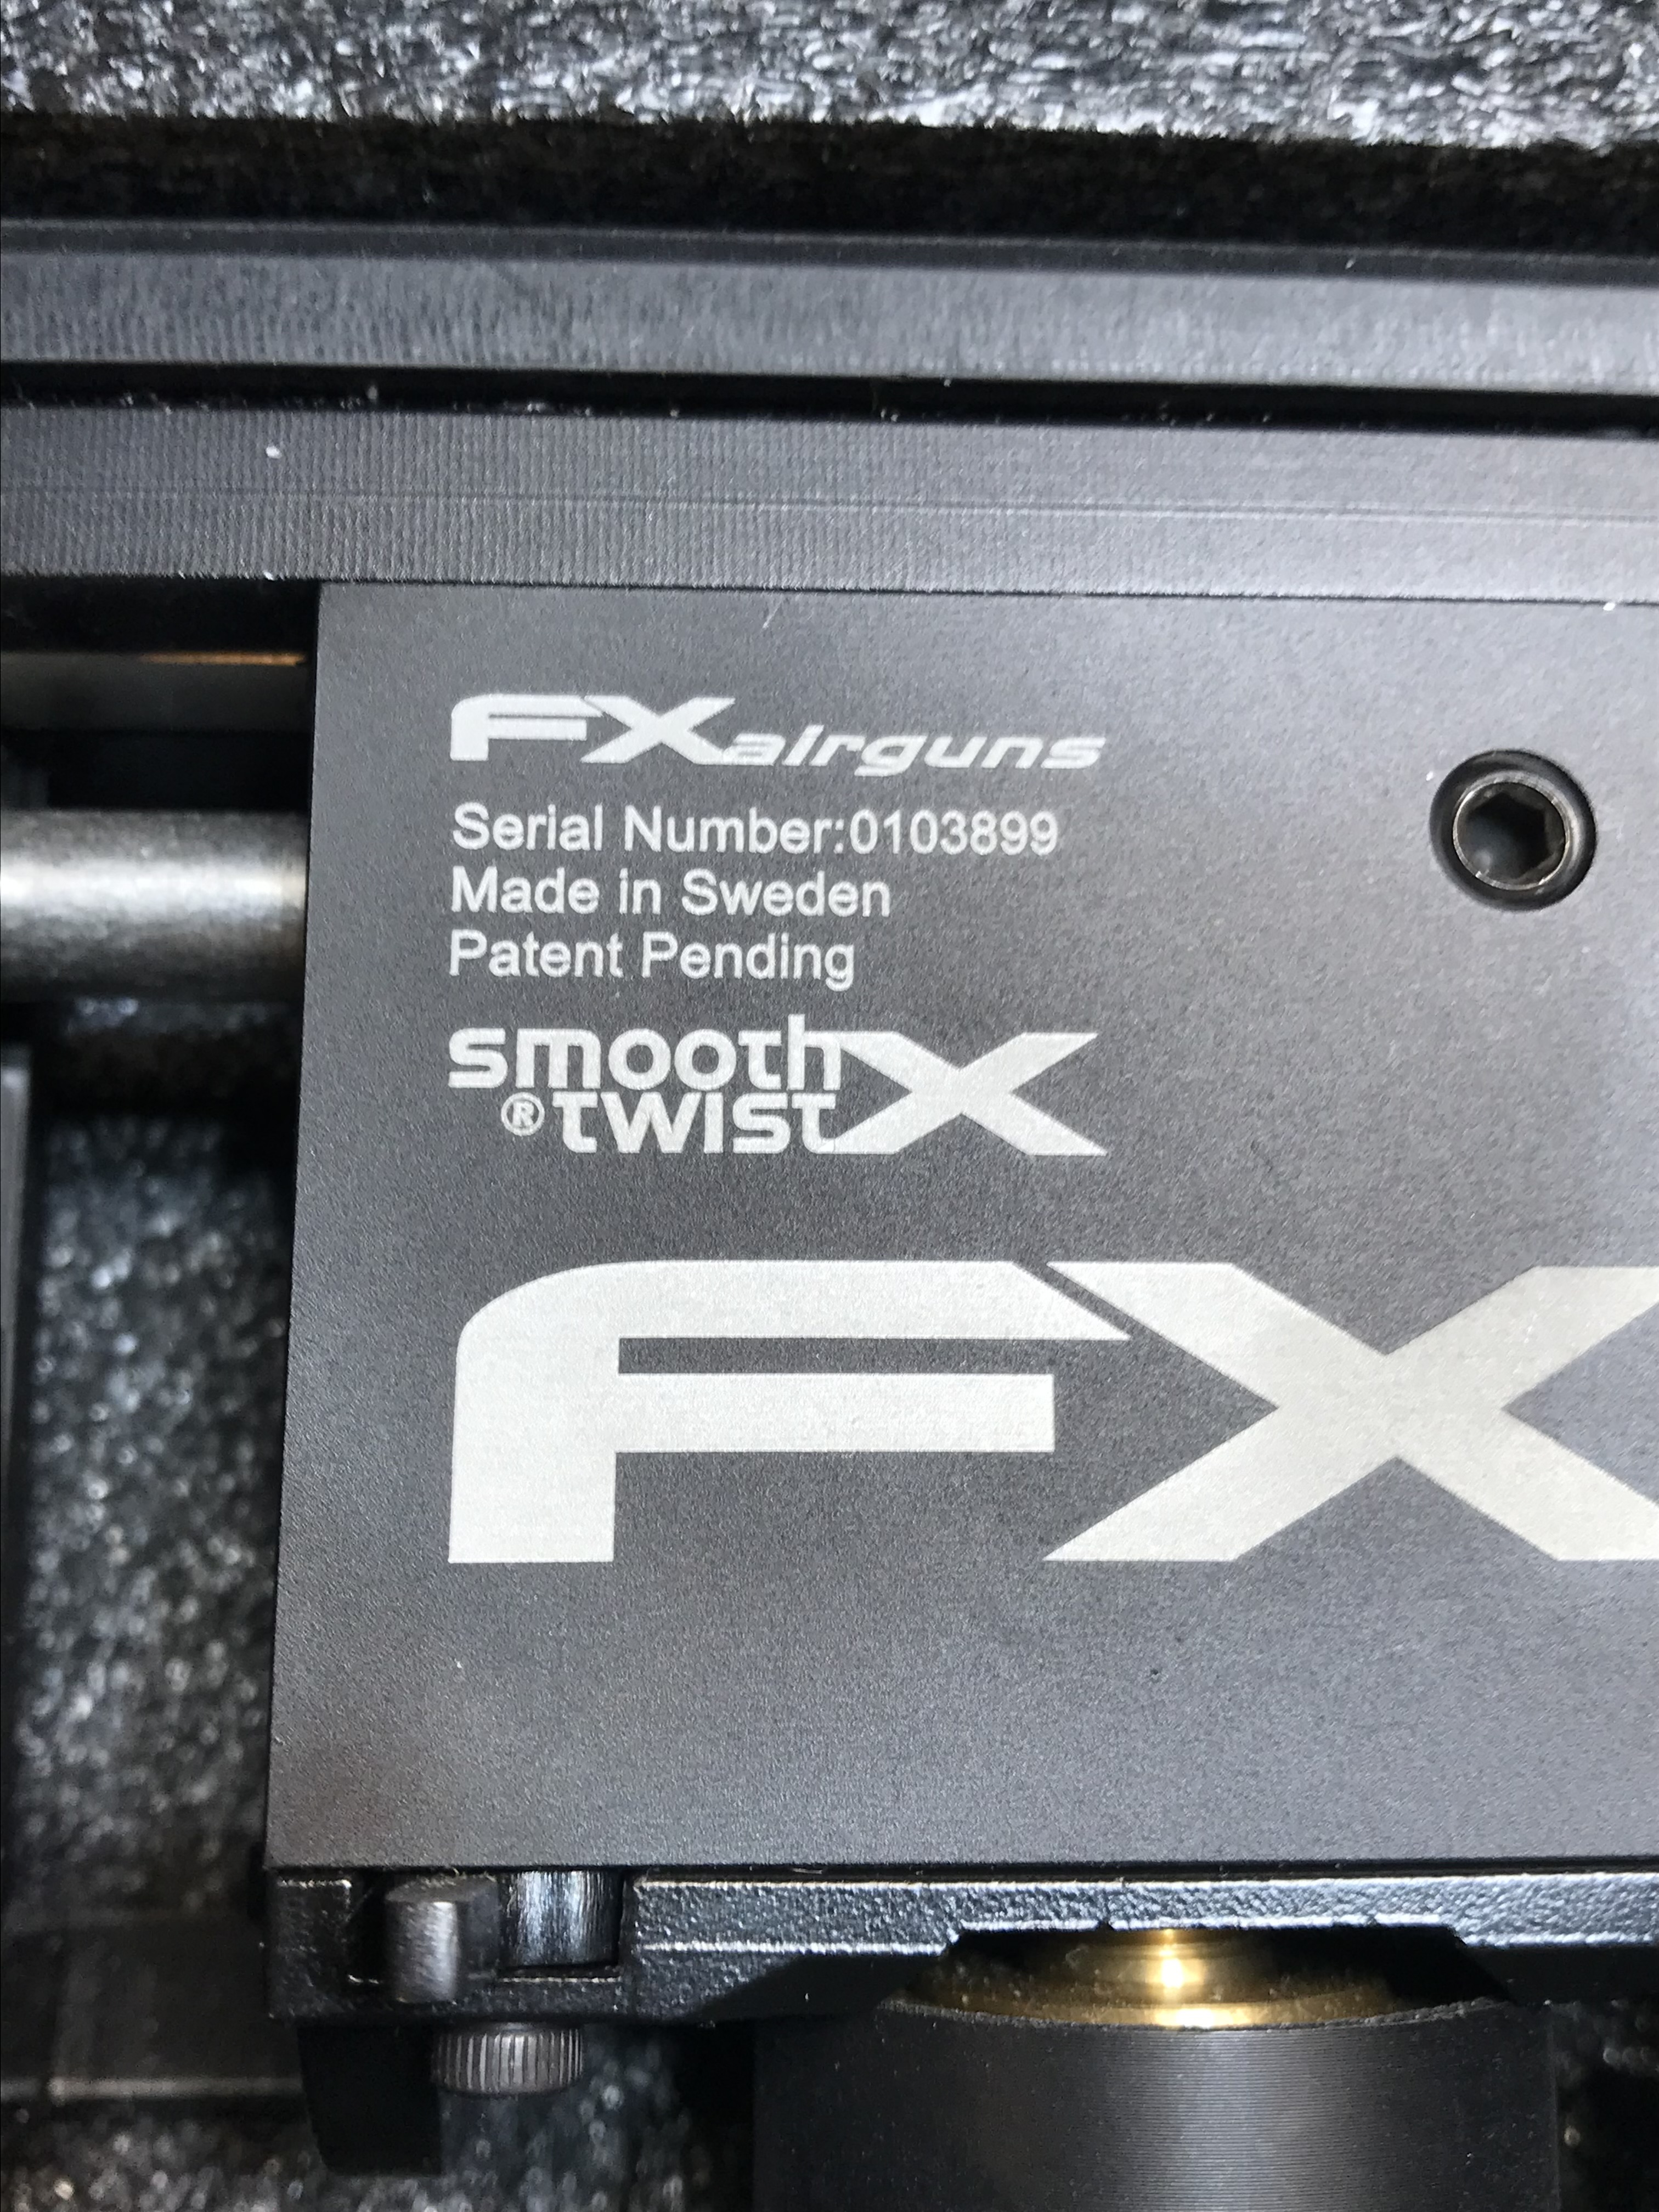 FXairguns
Serial Number:0103899
Made in Sweden
Patent Pending
smooth
® twist X
FX